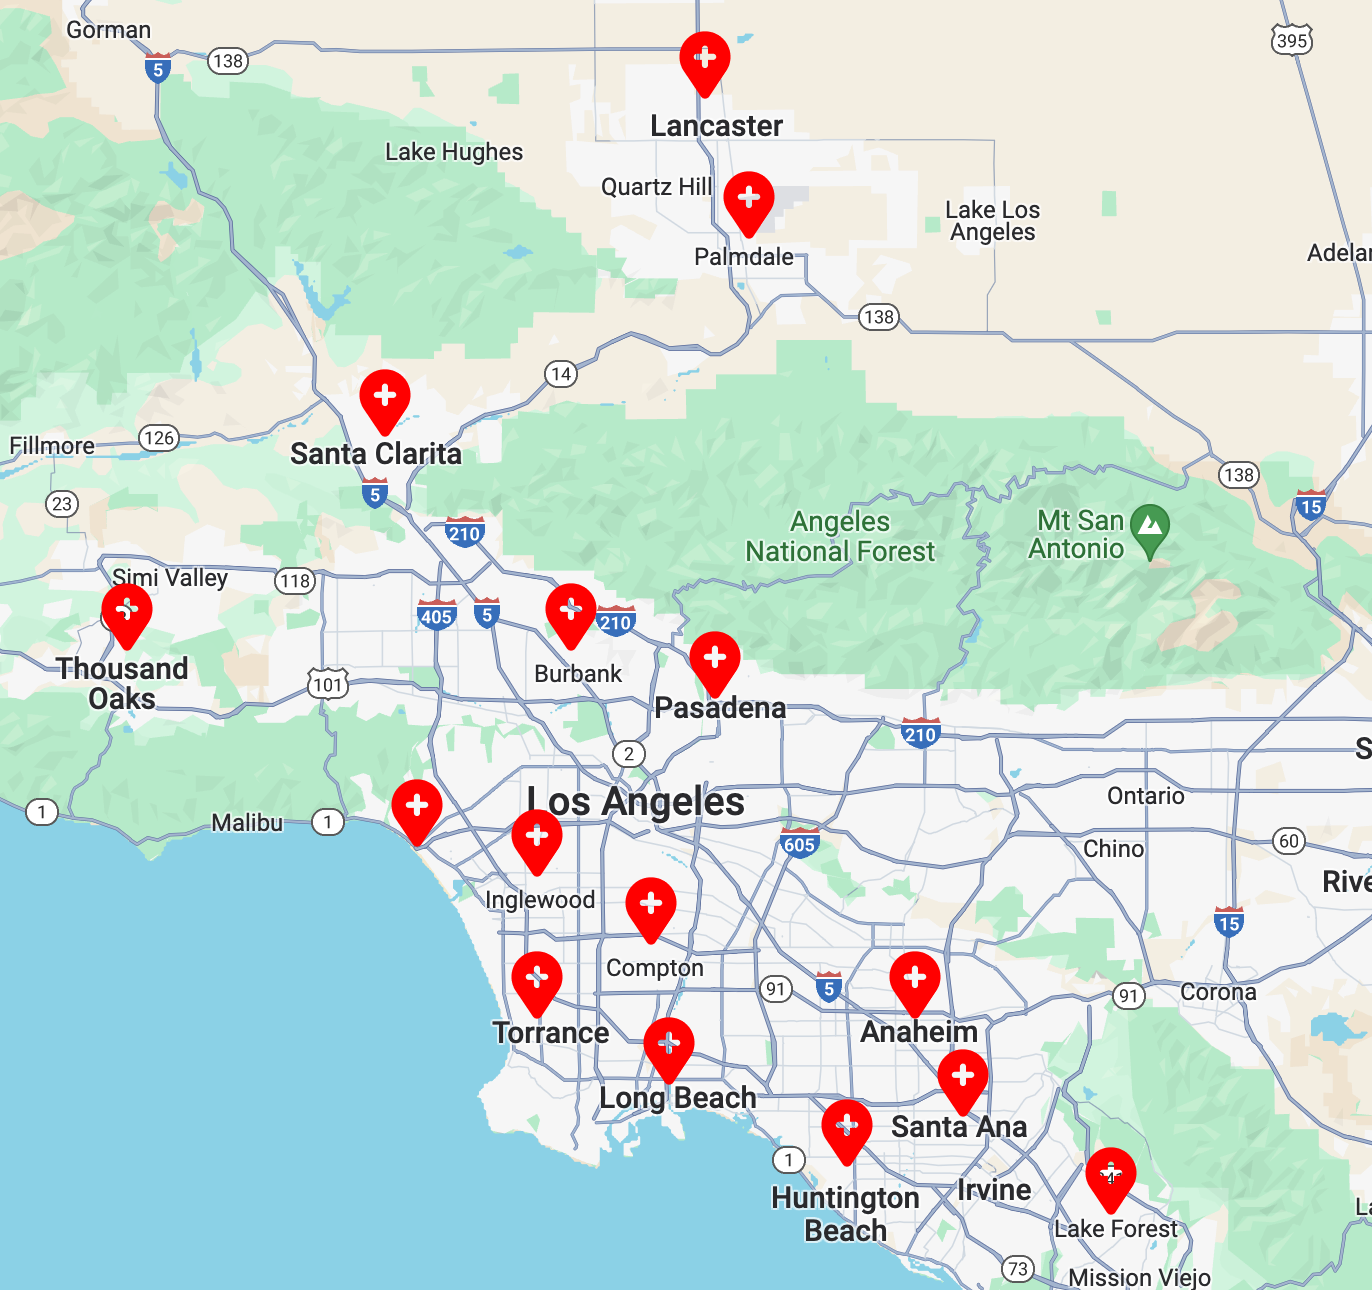 Gorman
5
138
395
Lancaster
Lake Hughes
Quartz Hill
Lake Los
Angeles
Palmdale
138
14
Fillmore
126
Santa Clarita
5
23
210
Angeles
National Forest
Mt San
Antonio
138
15
Simi Valley
118
405
5
210
Burbank
Thousand
Oaks
101
Pasadena
210
2
Los Angeles
Ontario
1
Malibu
1
605
Chino
60
Inglewood
15
Compton
91
5
91
Corona
Torrance
Anaheim
Long Beach
Santa Ana
1
Huntington
Beach
Irvine
Lake Forest
73
Mission Viejo